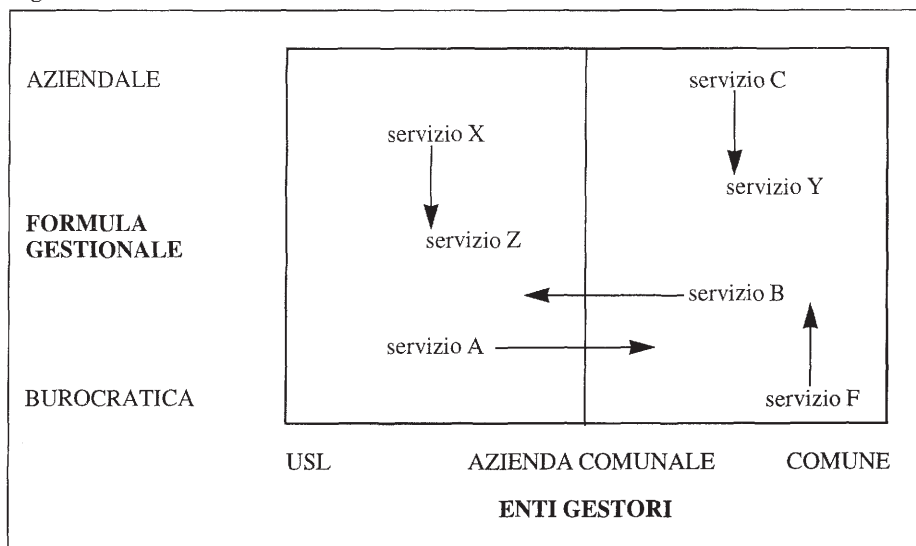 AZIENDALE
servizio C
servizio X
servizio Y
FORMULA
GESTIONALE
servizio Z
servizio B
servizio A
BUROCRATICA
servizio F
USL AZIENDA COMUNALE COMUNE
ENTI GESTORI